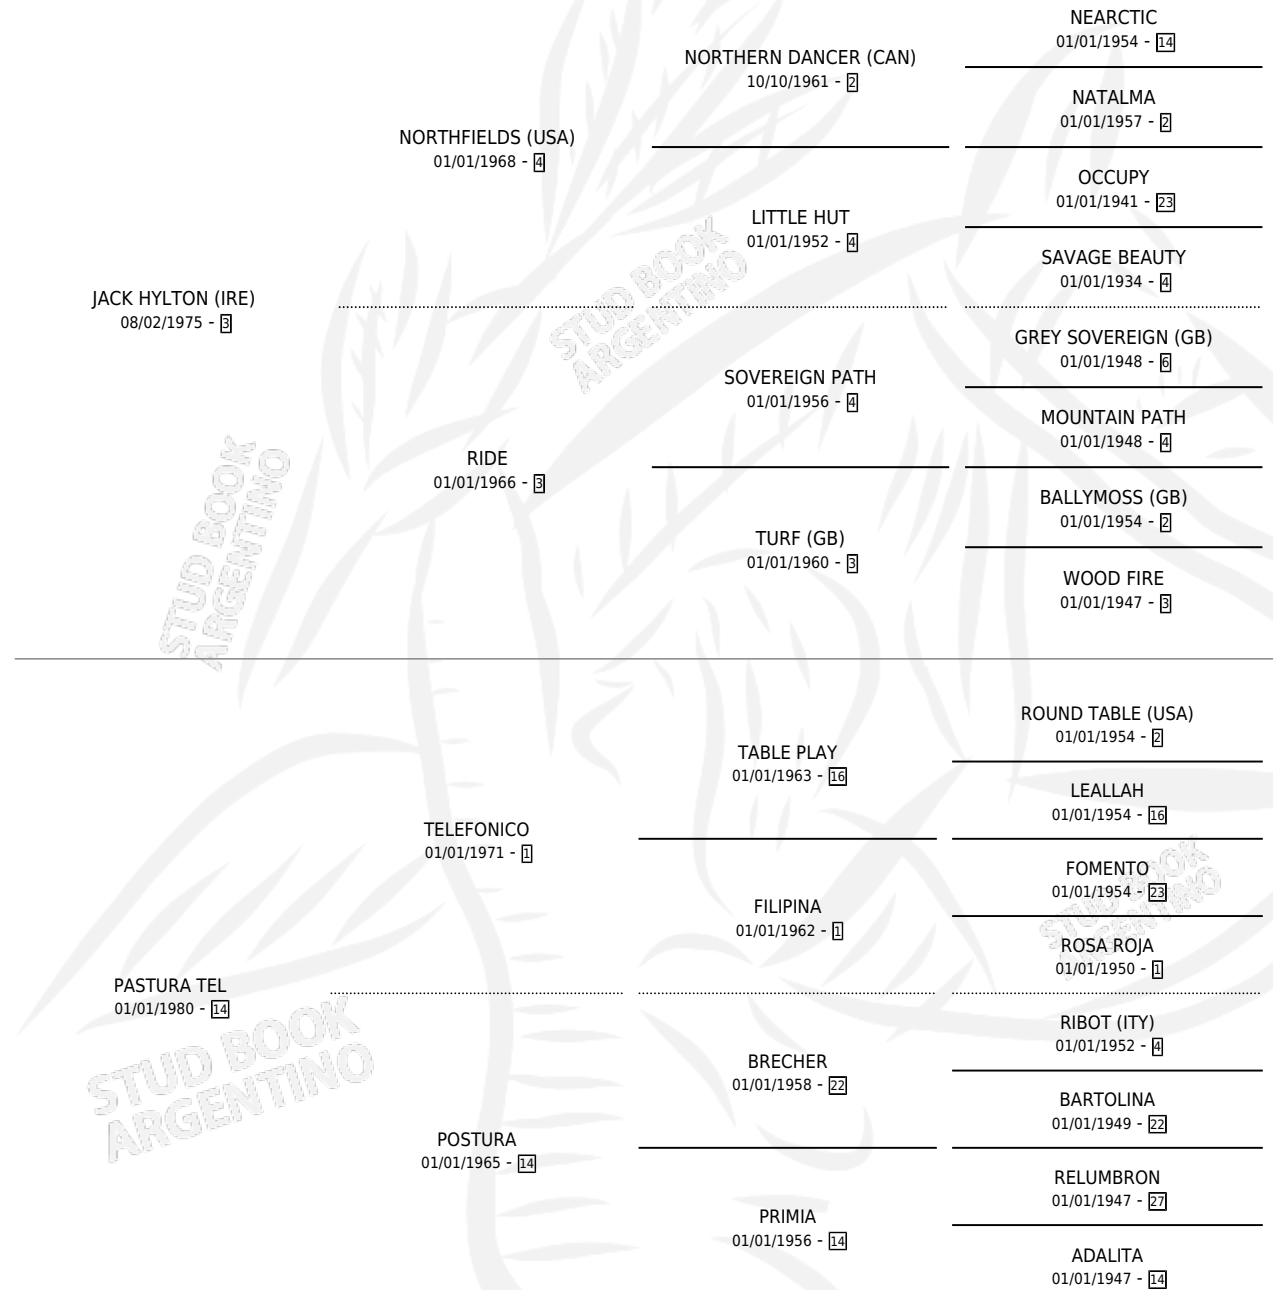 NEARCTIC
01/01/1954 - 14
NORTHERN DANCER (CAN)
10/10/1961 - 2
NATALMA
01/01/1957 - 2
NORTHFIELDS (USA)
01/01/1968 - 4
OCCUPY
01/01/1941 - 23
LITTLE HUT
01/01/1952 - 4
SAVAGE BEAUTY
01/01/1934 - 4
JACK HYLTON (IRE)
08/02/1975 - 3
GREY SOVEREIGN (GB)
01/01/1948 - 6
SOVEREIGN PATH
01/01/1956 - 4
MOUNTAIN PATH
01/01/1948 - 4
RIDE
01/01/1966 - 3
BALLYMOSS (GB)
01/01/1954 - 2
TURF (GB)
01/01/1960 - 3
WOOD FIRE
01/01/1947 - 3
ROUND TABLE (USA)
01/01/1954 - 2
TABLE PLAY
01/01/1963 - 16
LEALLAH
01/01/1954 - 16
TELEFONICO
01/01/1971 - 1
FOMENTO
01/01/1954 - 23
FILIPINA
01/01/1962 - 1
ROSA ROJA
01/01/1950 - 1
PASTURA TEL
01/01/1980 - 14
RIBOT (ITY)
01/01/1952 - 4
BRECHER
01/01/1958 - 22
BARTOLINA
01/01/1949 - 22
POSTURA
01/01/1965 - 14
RELUMBRON
01/01/1947 - 27
PRIMIA
01/01/1956 - 14
ADALITA
01/01/1947 - 14
STUD BOOK
ARGENTINO
STUD BOOK
ARGENTINO
STUD BOOK
ARGENTINO
STUD BOOK
ARGENTINO